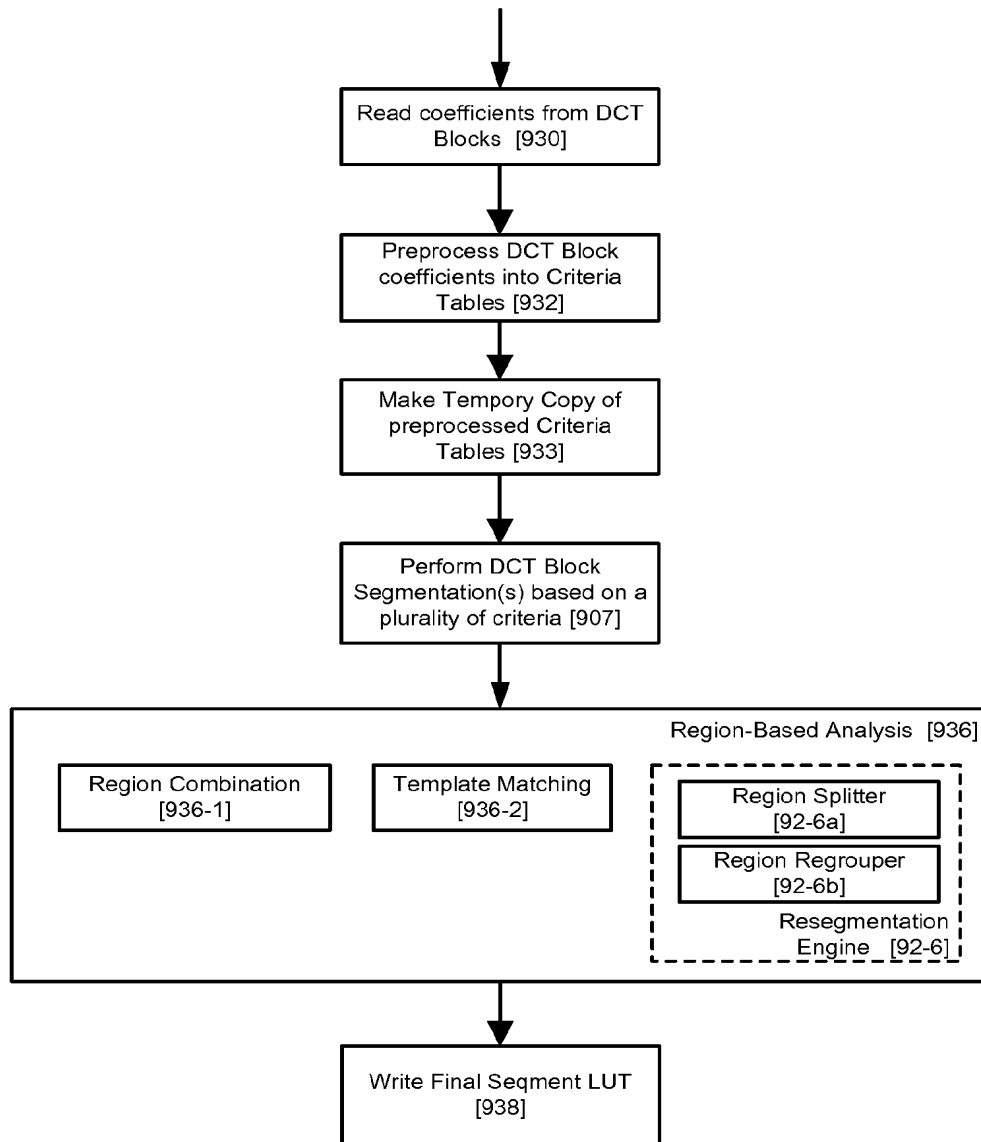 Read coefficients from DCT
Blocks [930]
Preprocess DCT Block
coefficients into Criteria
Tables [932]
Make Tempory Copy of
preprocessed Criteria
Tables [933]
Perform DCT Block
Segmentation(s) based on a
plurality of criteria [907]
Region-Based Analysis [936]
Region Combination
[936-1]
Template Matching
[936-2]
Region Splitter
[92-6a]
Region Regrouper
[92-6b]
Resegmentation
Engine [92-6]
Write Final Seqment LUT
[938]